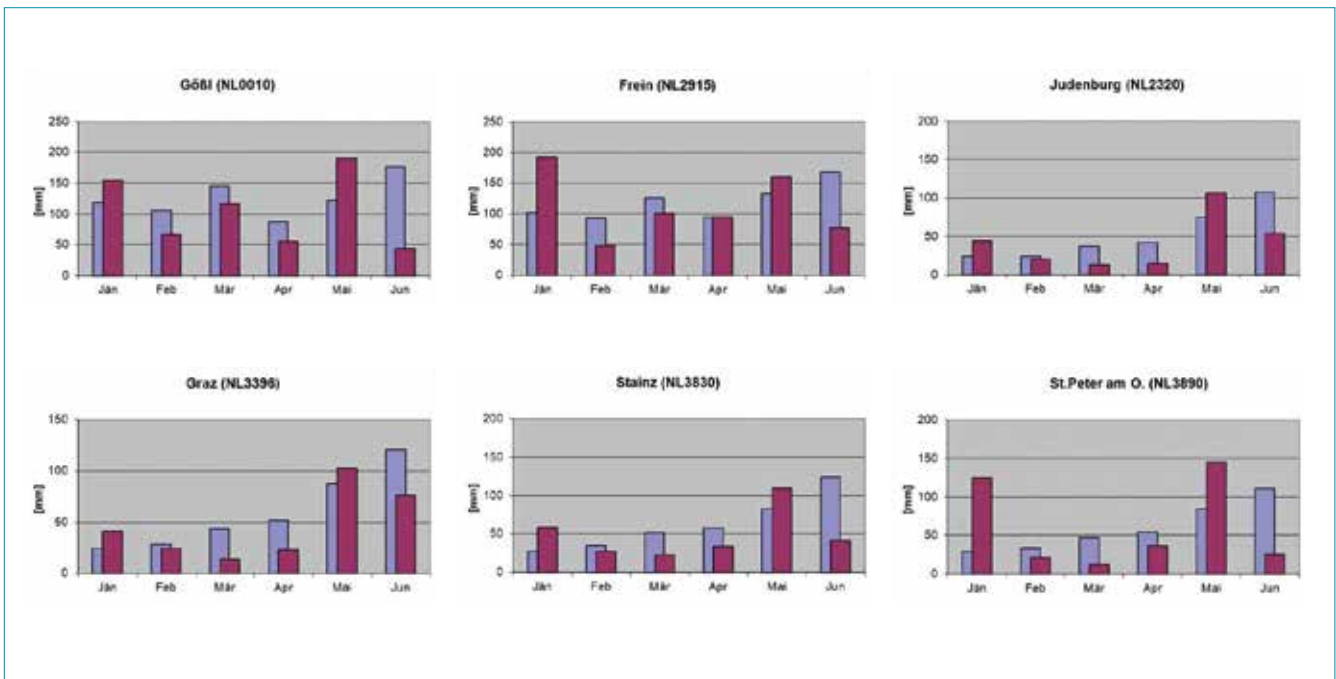 Gößl (NL0010)
250
200
150
100
50
0
[mm]
Jän Feb Mär Apr Mai Jun
Frein (NL2915)
250
200
150
100
50
0
[mm]
Jän Feb Mär Apr Mai Jun
Judenburg (NL2320)
200
150
100
50
0
[mm]
Jän Feb Mär Apr Mai Jun
Graz (NL3396)
150
100
50
0
[mm]
Jän Feb Mär Apr Mai Jun
Stainz (NL3830)
200
150
100
50
0
[mm]
Jän Feb Mär Apr Mai Jun
St.Peter am O. (NL3890)
200
150
100
50
0
[mm]
Jän Feb Mär Apr Mai Jun